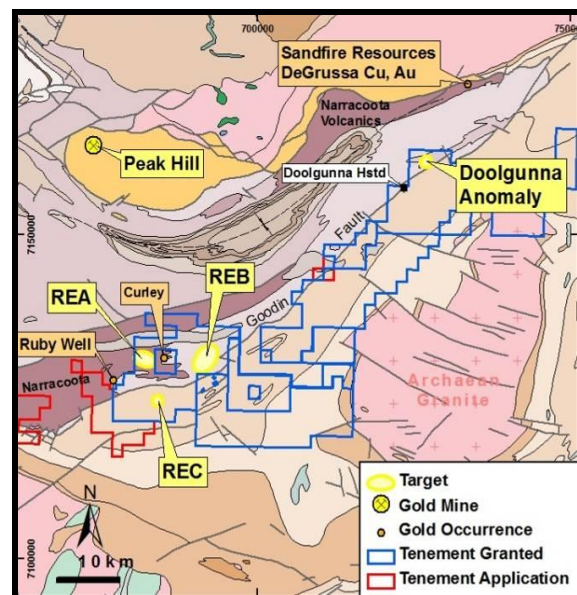 700000
750000
Sandfire Resources
DeGrussa Cu, Au
Narracoota
Volcanics
Peak Hill
Doolgunna Hstd
Doolgunna
Anomaly
7150000
Fault
Goodin
REA
Curley
REB
Ruby Well
Narracoota
Archaean
Granite
REC
N
10 km
7100000
Target
Gold Mine
Gold Occurrence
Tenement Granted
Tenement Application